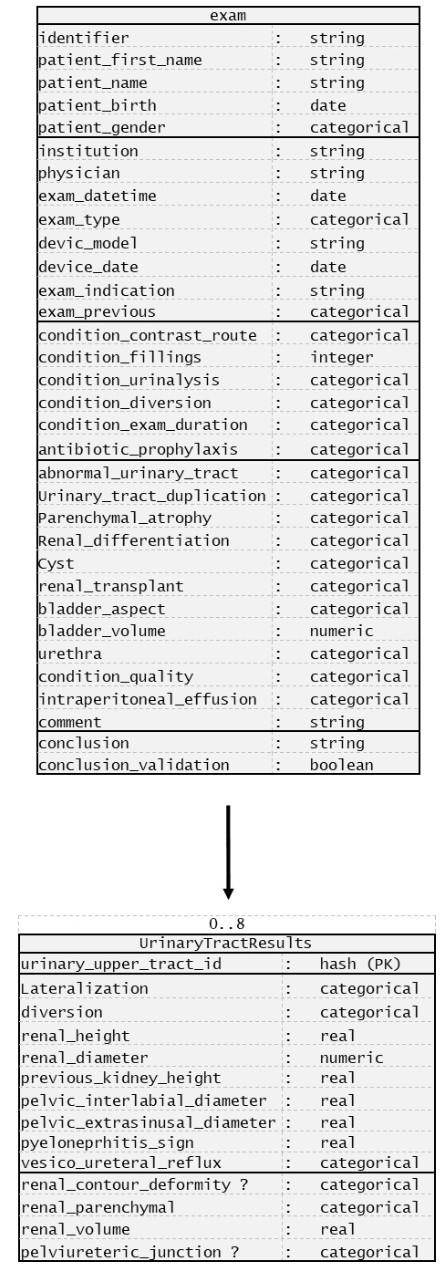 exam
identifier : string
patient_first_name : string
patient_name : string
patient_birth : date
patient_gender : categorical
institution : string
physician : string
exam_datetime : date
exam_type : categorical
devic_model : string
device_date : date
exam_indication : string
exam_previous : categorical
condition_contrast_route : categorical
condition_fillings : integer
condition_urinalysis : categorical
condition_diversion : categorical
condition_exam_duration : categorical
antibiotic_prophylaxis : categorical
abnormal_urinary_tract : categorical
Urinary_tract_duplication : categorical
Parenchymal_atrophy : categorical
Renal_differentiation : categorical
Cyst : categorical
renal_transplant : categorical
bladder_aspect : categorical
bladder_volume : numeric
urethra : categorical
condition_quality : categorical
intraperitoneal_effusion : categorical
comment : string
conclusion : string
conclusion_validation : boolean
0..8
UrinaryTractResults
urinary_upper_tract_id : hash (PK)
Lateralization : categorical
diversion : categorical
renal_height : real
renal_diameter : numeric
previous_kidney_height : real
pelvic_interlabial_diameter : real
pelvic_extrasinusal_diameter : real
pyeloneprhitis_sign : real
vesico_ureteral_reflux : categorical
renal_contour_deformity ? : categorical
renal_parenchymal : categorical
renal_volume : real
pelviureteric_junction ? : categorical